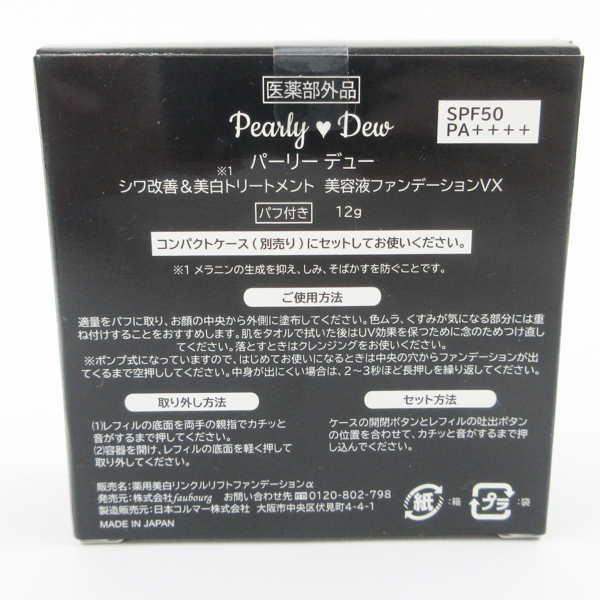 医薬部外品
Pearly ♥ Dew
SPF50
PA++++
パーリー デュー
シワ改善&美白※1トリートメント 美容液ファンデーションVX
パフ付き 12g
コンパクトケース(別売り)にセットしてお使いください。
※1 メラニンの生成を抑え、しみ、そばかすを防ぐことです。
ご使用方法
適量をパフに取り、お顔の中央から外側に塗布してください。色ムラ、くすみが気になる部分には重
ね付けすることをおすすめします。肌をタオルで拭いた後はUV効果を保つために念のためつけ直し
てください。落とすときはクレンジングをお使いください。
※ポンプ式になっていますので、はじめてお使いになるときは中央の穴からファンデーションが出
てくるまで空押ししてください。中身が出にくい場合は、2~3秒ほど長押しを繰り返してください。
取り外し方法
(1)レフィルの底面を両手の親指でカチッと
音がするまで押してください。
(2)容器を開け、レフィルの底面を軽く押して
取り外してください。
セット方法
ケースの開閉ボタンとレフィルの吐出ボタン
の位置を合わせて、カチッと音がするまで押
してください。
販売名:薬用美白リンクルリフトファンデーションα
発売元:株式会社faubourg お問い合わせ先 0120-802-798
製造販売元:日本コルマー株式会社 大阪市中央区伏見町4-4-1
MADE IN JAPAN
紙 :箱 プラ :袋